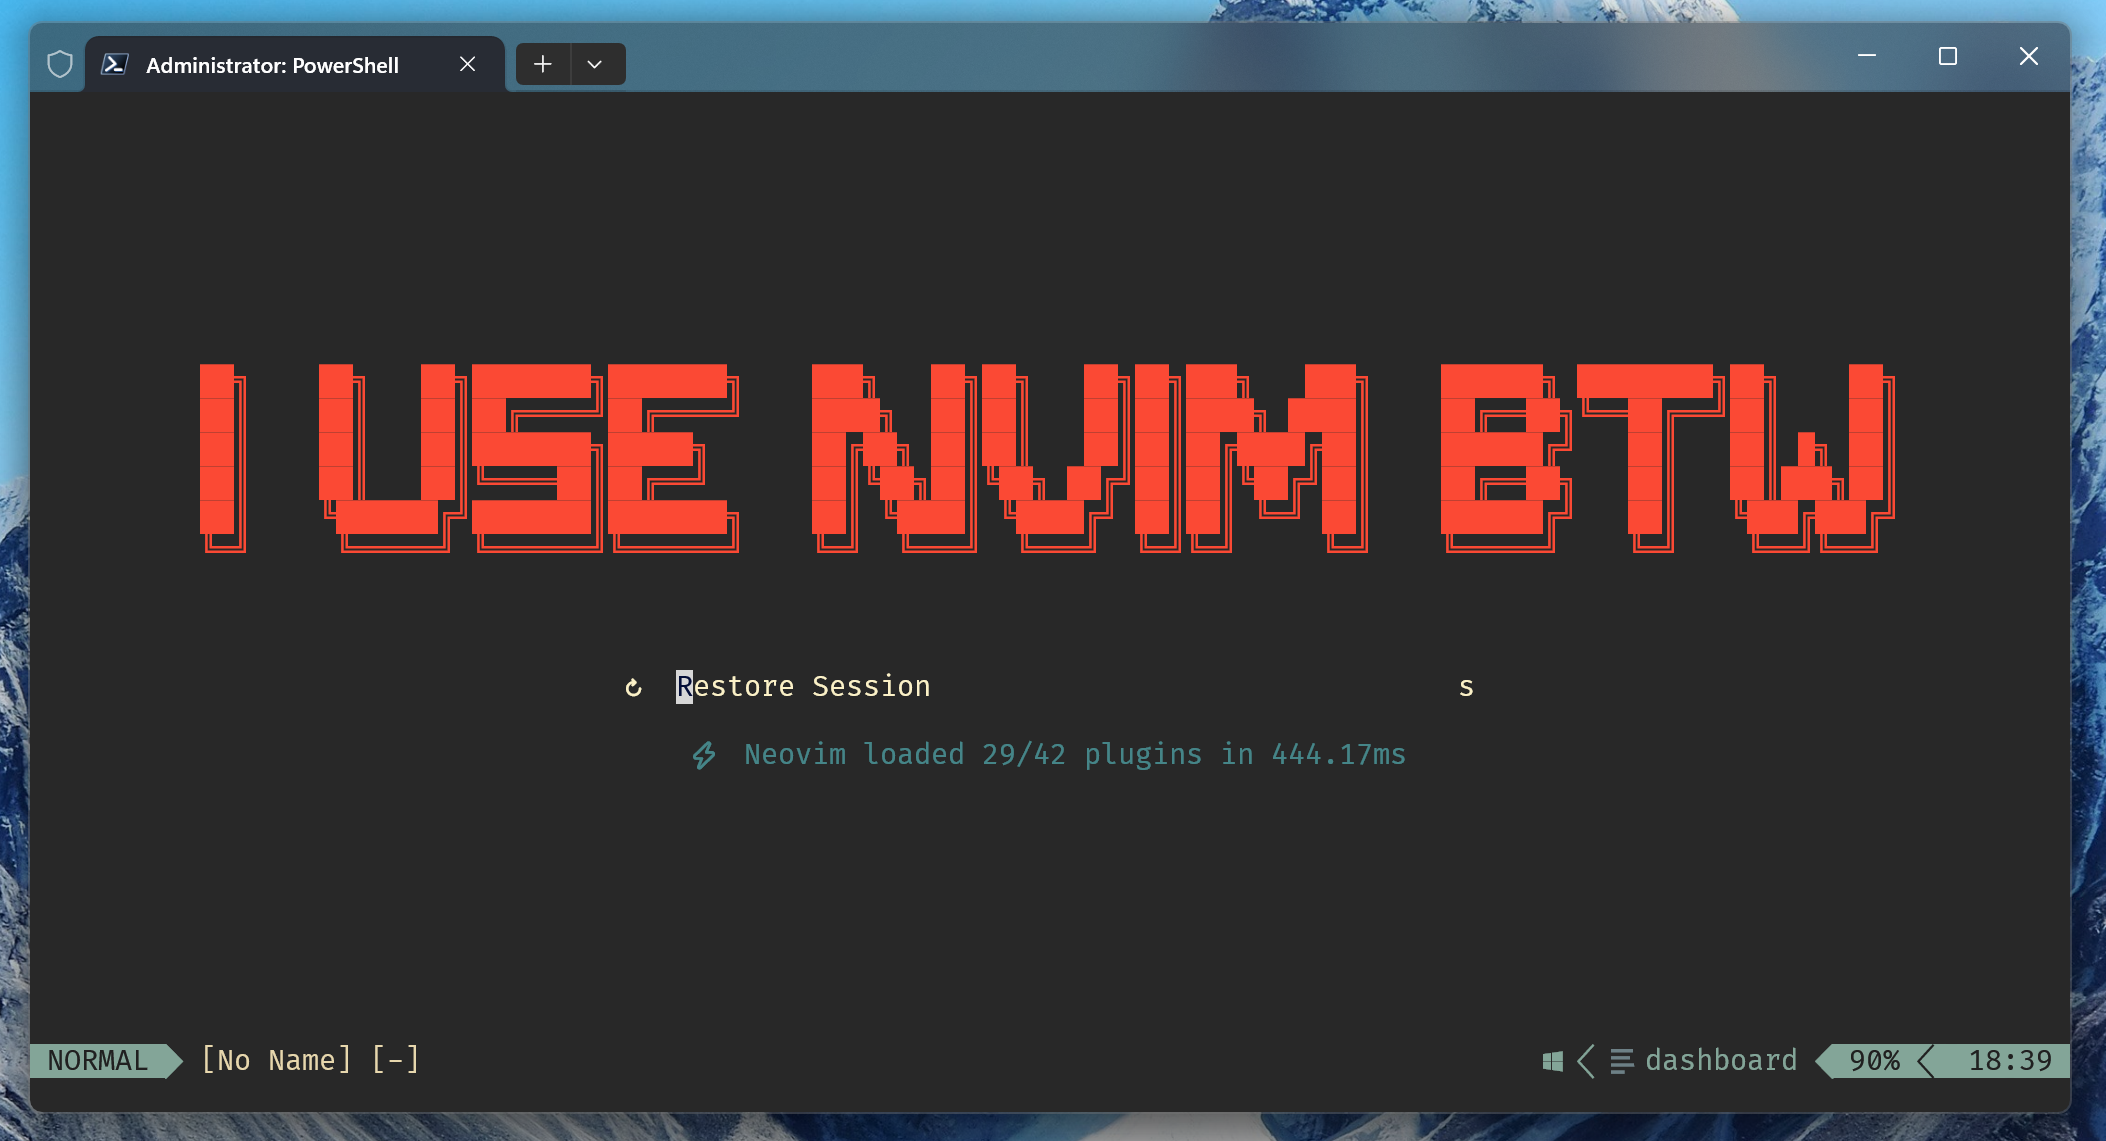 Administrator: PowerShell
I USE NVIM BTW
Restore Session s
Neovim loaded 29/42 plugins in 444.17ms
NORMAL [No Name] [-] dashboard 90% 18:39